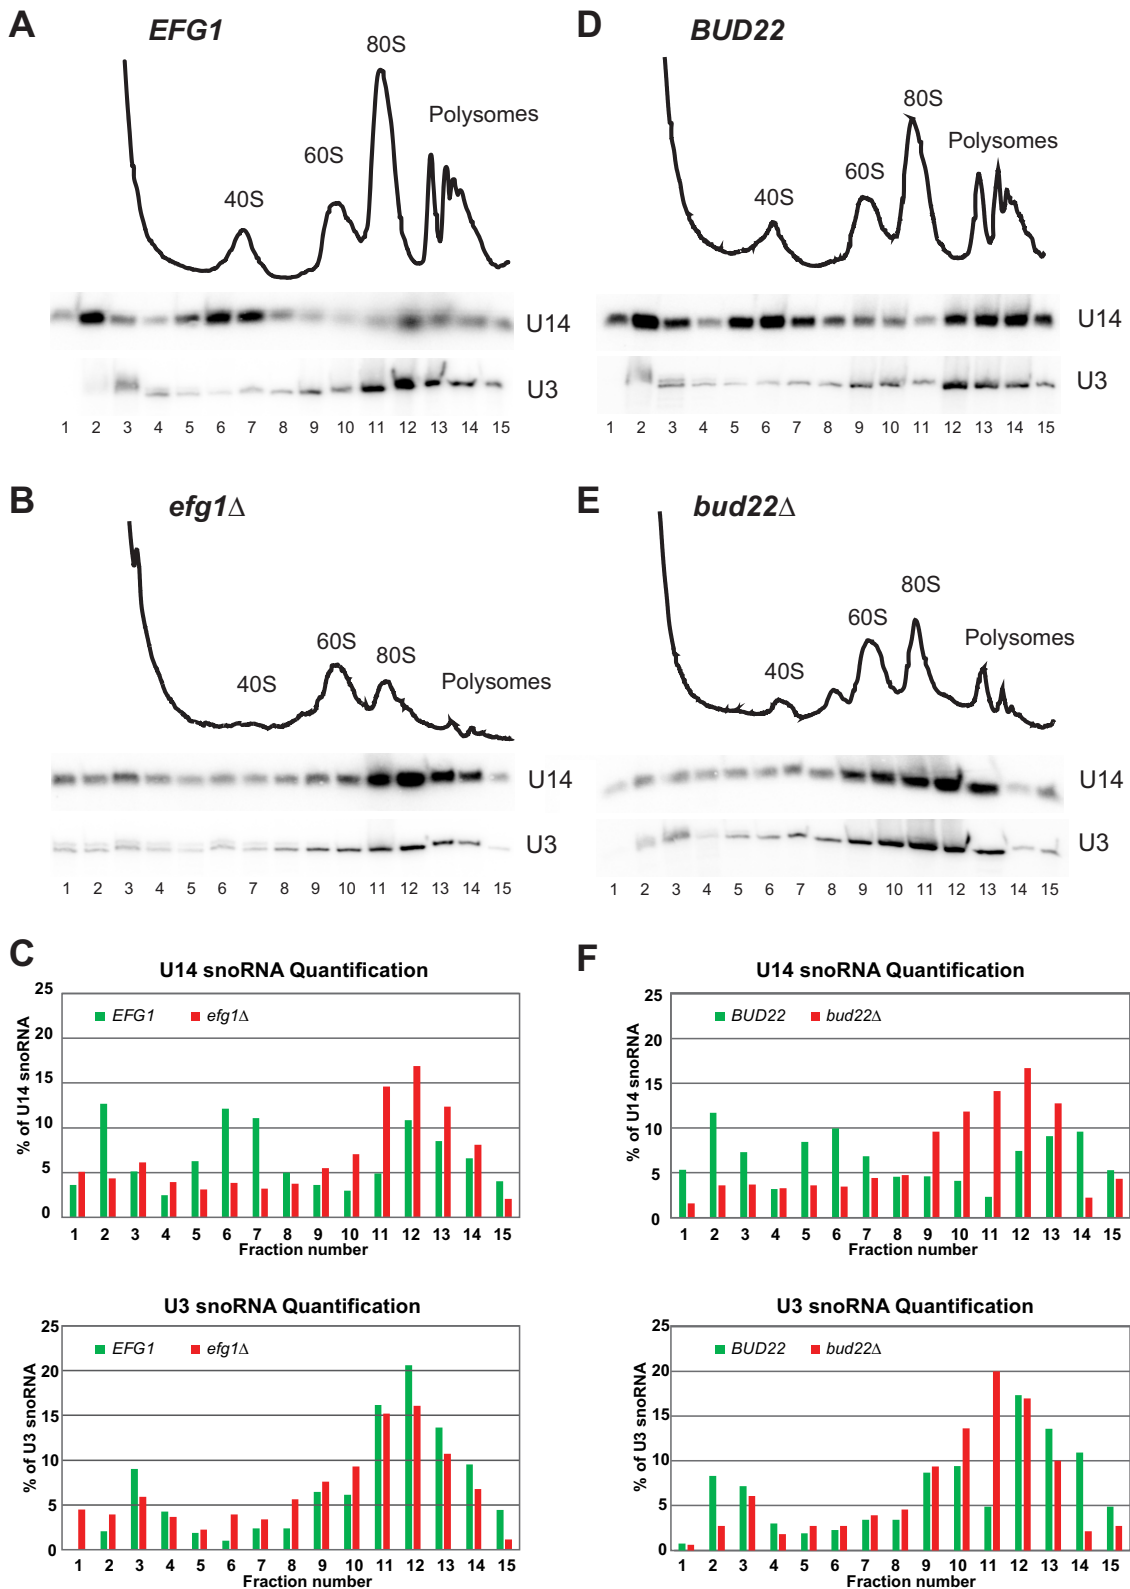 A
EFG1
80S
Polysomes
60S
40S
U14
U3
1 2 3 4 5 6 7 8 9 10 11 12 13 14 15
D
BUD22
80S
Polysomes
60S
40S
U14
U3
1 2 3 4 5 6 7 8 9 10 11 12 13 14 15
B
efg1Δ
60S
80S
40S
Polysomes
U14
U3
1 2 3 4 5 6 7 8 9 10 11 12 13 14 15
E
bud22Δ
80S
60S
Polysomes
40S
U14
U3
1 2 3 4 5 6 7 8 9 10 11 12 13 14 15
C
U14 snoRNA Quantification
% of U14 snoRNA
25
20
15
10
5
0
EFG1 efg1Δ
1 2 3 4 5 6 7 8 9 10 11 12 13 14 15
Fraction number
U3 snoRNA Quantification
% of U3 snoRNA
25
20
15
10
5
0
EFG1 efg1Δ
1 2 3 4 5 6 7 8 9 10 11 12 13 14 15
Fraction number
F
U14 snoRNA Quantification
% of U14 snoRNA
25
20
15
10
5
0
BUD22 bud22Δ
1 2 3 4 5 6 7 8 9 10 11 12 13 14 15
Fraction number
U3 snoRNA Quantification
% of U3 snoRNA
25
20
15
10
5
0
BUD22 bud22Δ
1 2 3 4 5 6 7 8 9 10 11 12 13 14 15
Fraction number